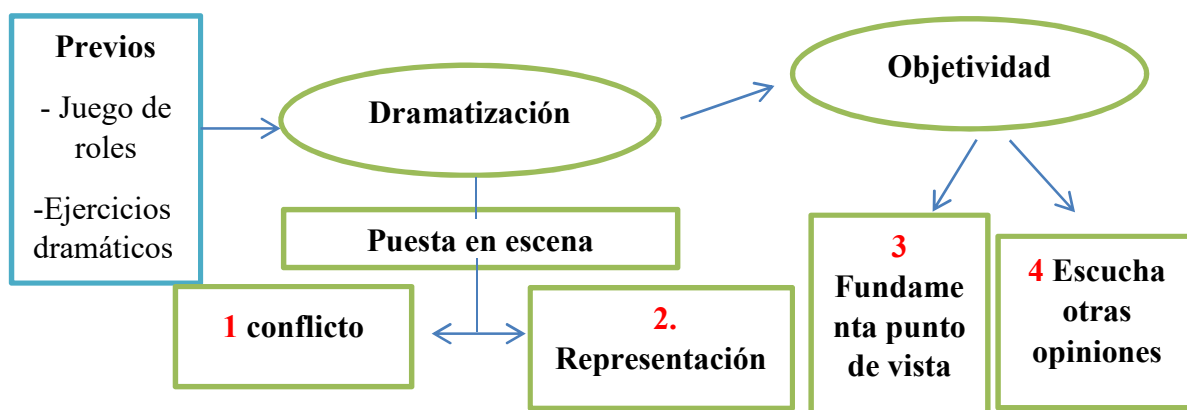 Previos
- Juego de
roles
-Ejercicios
dramáticos
Dramatización
Objetividad
Puesta en escena
1 conflicto
2.
Representación
3
Fundame
nta punto
de vista
4 Escucha
otras
opiniones